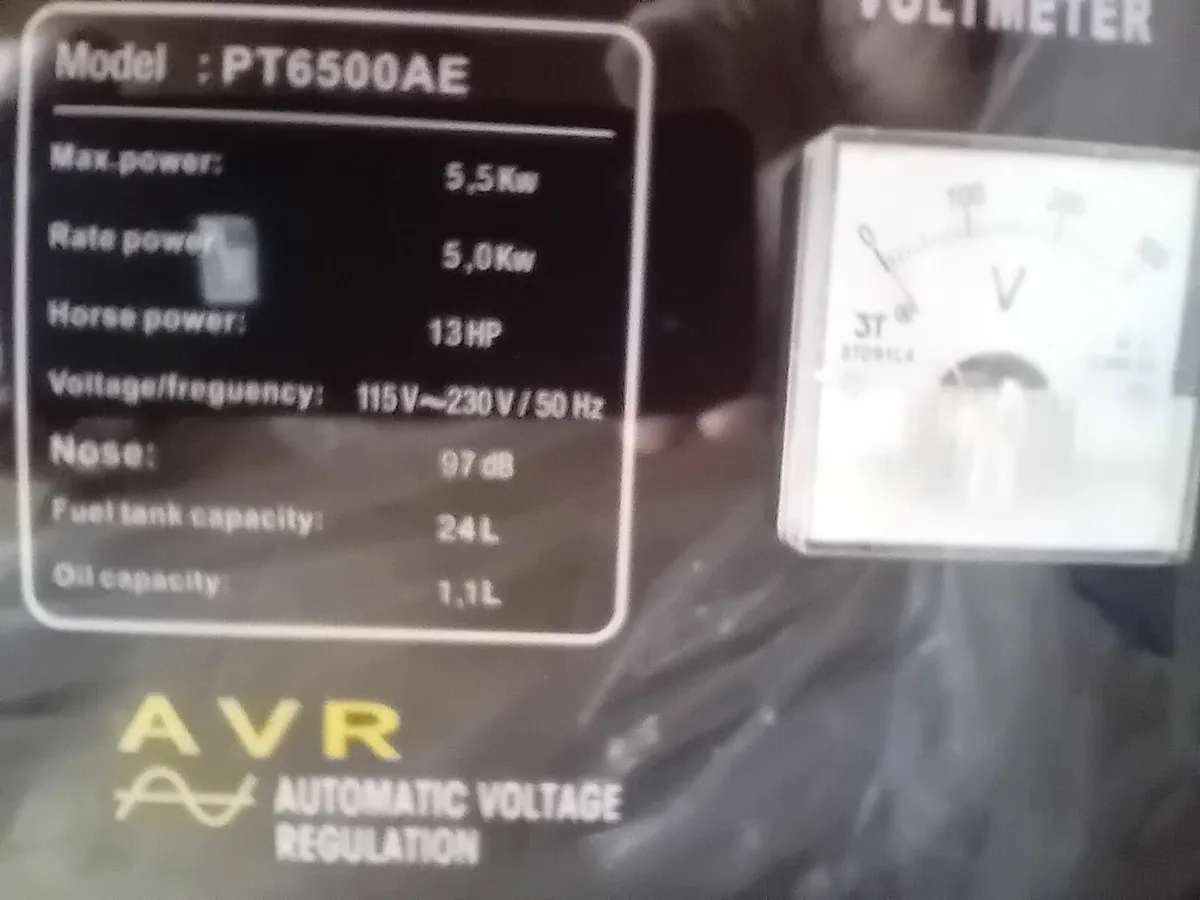 VOLTMETER
Model : PT6500AE
Max.power: 5,5Kw
Rate power 5,0Kw
Horse power: 13HP
Voltage/freguency: 115V~230V/50Hz
Nose: 97dB
Fuel tank capacity: 24L
Oil capacity: 1,1L
0 100 200
V
3T
AVR
AUTOMATIC VOLTAGE
REGULATION